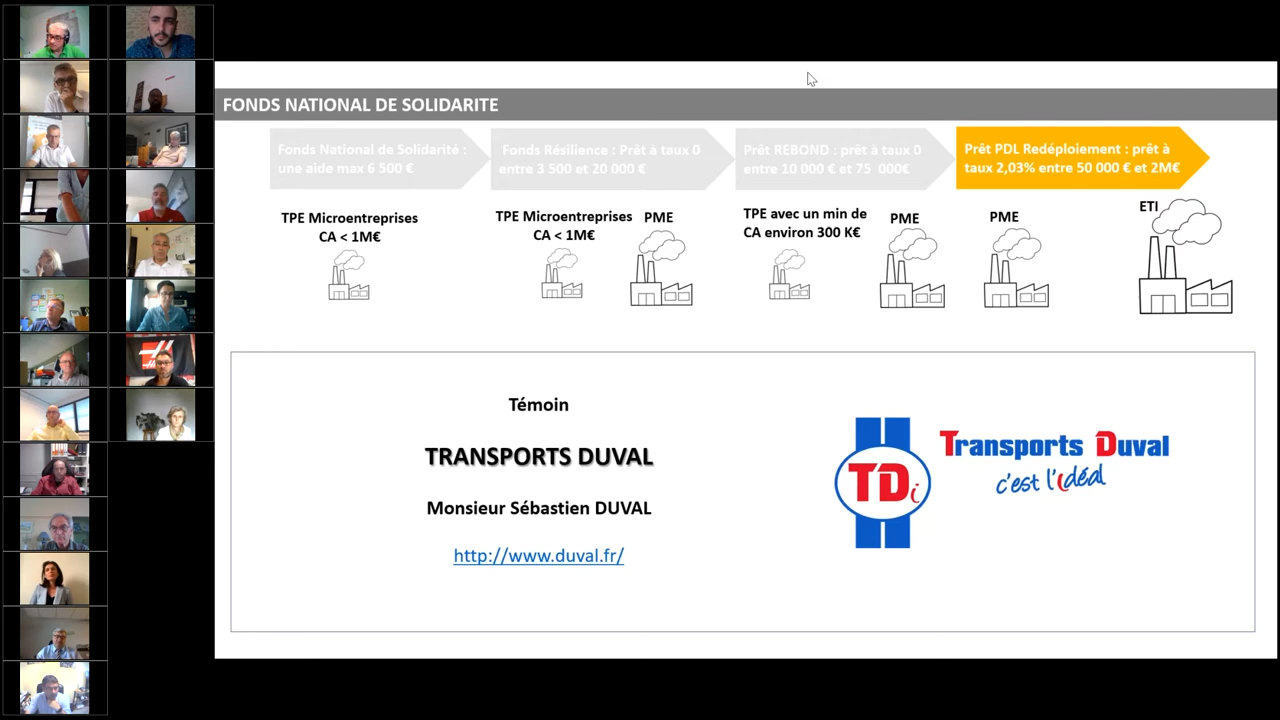 FONDS NATIONAL DE SOLIDARITE
Fonds National de Solidarité :
une aide max 6 500 €
Fonds Résilience : Prêt à taux 0
entre 3 500 et 20 000 €
Prêt REBOND : prêt à taux 0
entre 10 000 € et 75 000€
Prêt PDL Redéploiement : prêt à
taux 2,03% entre 50 000 € et 2M€
TPE Microentreprises
CA < 1M€
TPE Microentreprises
CA < 1M€
PME
TPE avec un min de
CA environ 300 K€
PME
PME
ETI
Témoin
TRANSPORTS DUVAL
Monsieur Sébastien DUVAL
http://www.duval.fr/
TDi
Transports Duval
c'est l'idéal